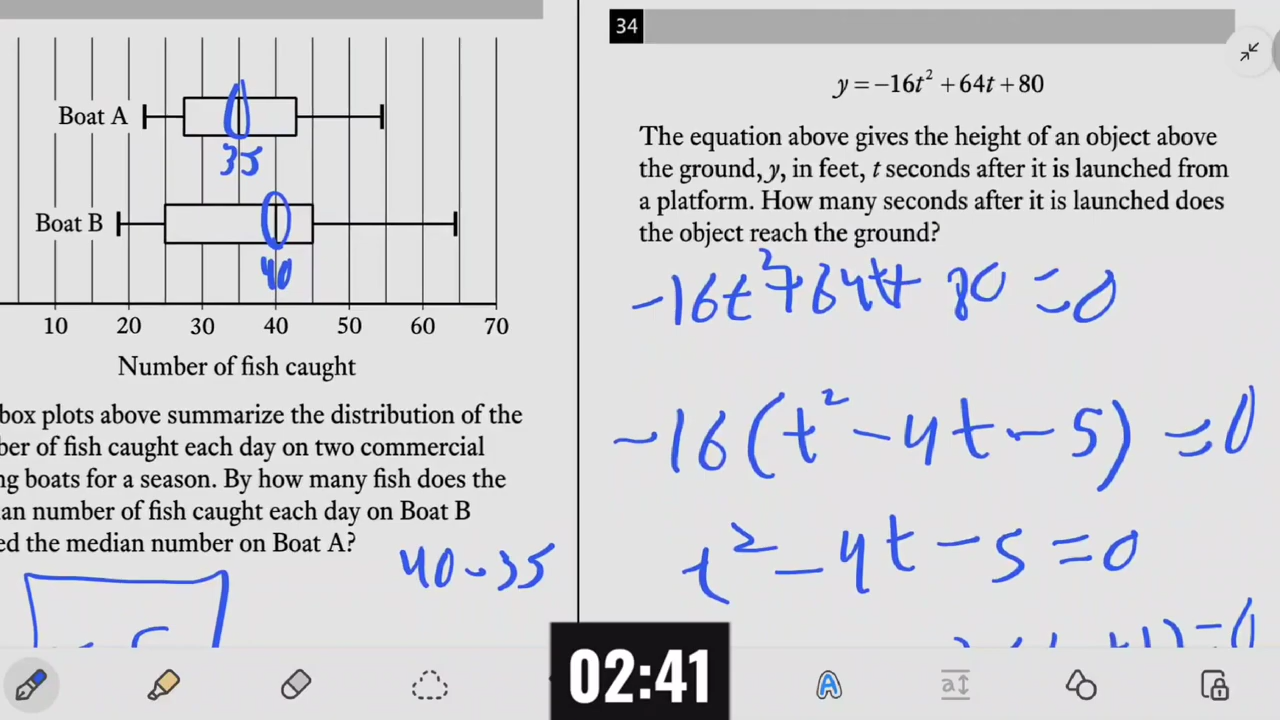 Boat A
35
Boat B
40
10 20 30 40 50 60 70
Number of fish caught
box plots above summarize the distribution of the
ber of fish caught each day on two commercial
ng boats for a season. By how many fish does the
an number of fish caught each day on Boat B
ed the median number on Boat A?
40-35
34
y = −16t² + 64t + 80
The equation above gives the height of an object above
the ground, y, in feet, t seconds after it is launched from
a platform. How many seconds after it is launched does
the object reach the ground?
-16t²+64t+80=0
-16(t²-4t-5)=0
t²-4t-5=0
=0
02:41
A
a